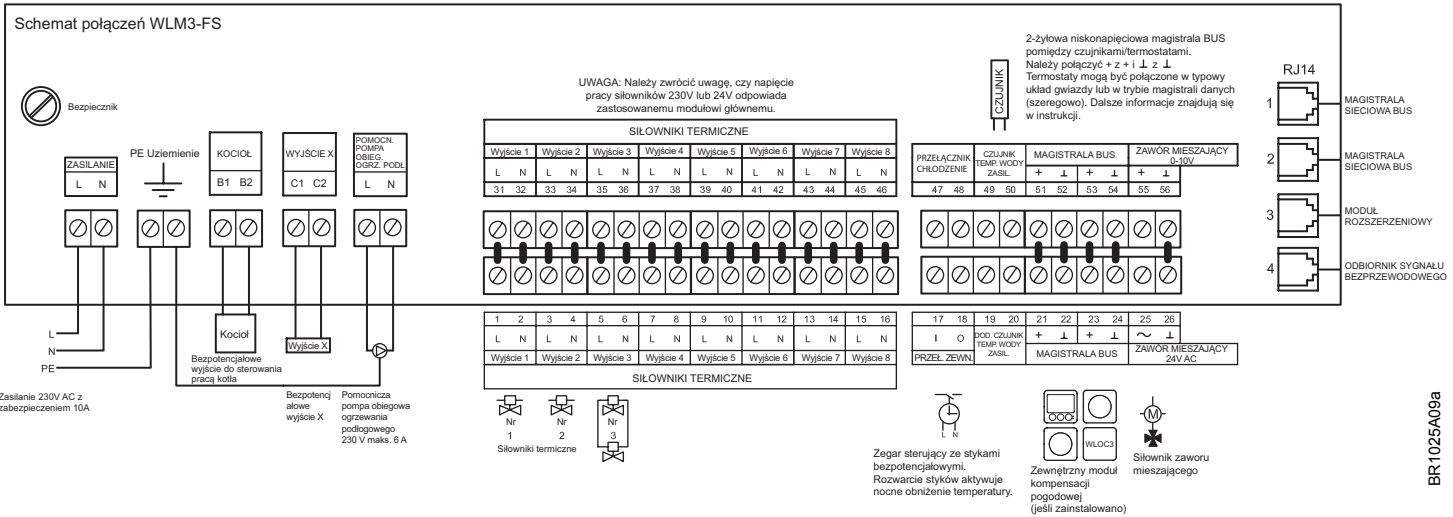 Schemat połączeń WLM3-FS
Bezpiecznik
ZASILANIE
L N
PE Uziemienie
KOCIOŁ
B1 B2
WYJŚCIE X
C1 C2
POMOCN.
POMPA
OBIEG.
OGRZ. PODŁ.
L N
UWAGA: Należy zwrócić uwagę, czy napięcie
pracy siłowników 230V lub 24V odpowiada
zastosowanemu modułowi głównemu.
SIŁOWNIKI TERMICZNE
Wyjście 1 Wyjście 2 Wyjście 3 Wyjście 4 Wyjście 5 Wyjście 6 Wyjście 7 Wyjście 8
L N L N L N L N L N L N L N L N
31 32 33 34 35 36 37 38 39 40 41 42 43 44 45 46
CZUJNIK
2-żyłowa niskonapięciowa magistrala BUS
pomiędzy czujnikami/termostatami.
Należy połączyć + z + i ⊥ z ⊥
Termostaty mogą być połączone w typowy
układ gwiazdy lub w trybie magistrali danych
(szeregowo). Dalsze informacje znajdują się
w instrukcji.
PRZEŁĄCZNIK
CHŁODZENIE
47 48
CZUJNIK
TEMP. WODY
ZASIL.
49 50
MAGISTRALA BUS
+ ⊥ + ⊥
51 52 53 54
ZAWÓR MIESZAJĄCY
0-10V
+ ⊥
55 56
RJ14
1
MAGISTRALA
SIECIOWA BUS
2
MAGISTRALA
SIECIOWA BUS
3
MODUŁ
ROZSZERZENIOWY
4
ODBIORNIK SYGNAŁU
BEZPRZEWODOWEGO
L
N
PE
Zasilanie 230V AC z
zabezpieczeniem 10A
Kocioł
Bezpotencjałowe
wyjście do sterowania
pracą kotła
Wyjście X
Bezpotencj
ałowe
wyjście X
Pomocnicza
pompa obiegowa
ogrzewania
podłogowego
230 V maks. 6 A
1 2 3 4 5 6 7 8 9 10 11 12 13 14 15 16
L N L N L N L N L N L N L N L N
Wyjście 1 Wyjście 2 Wyjście 3 Wyjście 4 Wyjście 5 Wyjście 6 Wyjście 7 Wyjście 8
SIŁOWNIKI TERMICZNE
Nr
1
Nr
2
Nr
3
Siłowniki termiczne
17 18
I O
PRZEŁ. ZEWN.
19 20
DOD. CZUJNIK
TEMP. WODY
ZASIL.
21 22 23 24
+ ⊥ + ⊥
MAGISTRALA BUS
25 26
~ ⊥
ZAWÓR MIESZAJĄCY
24V AC
L N
Zegar sterujący ze stykami
bezpotencjałowymi.
Rozwarcie styków aktywuje
nocne obniżenie temperatury.
WLOC3
Zewnętrzny moduł
kompensacji
pogodowej
(jeśli zainstalowano)
M
Siłownik zaworu
mieszającego
BR1025A09a